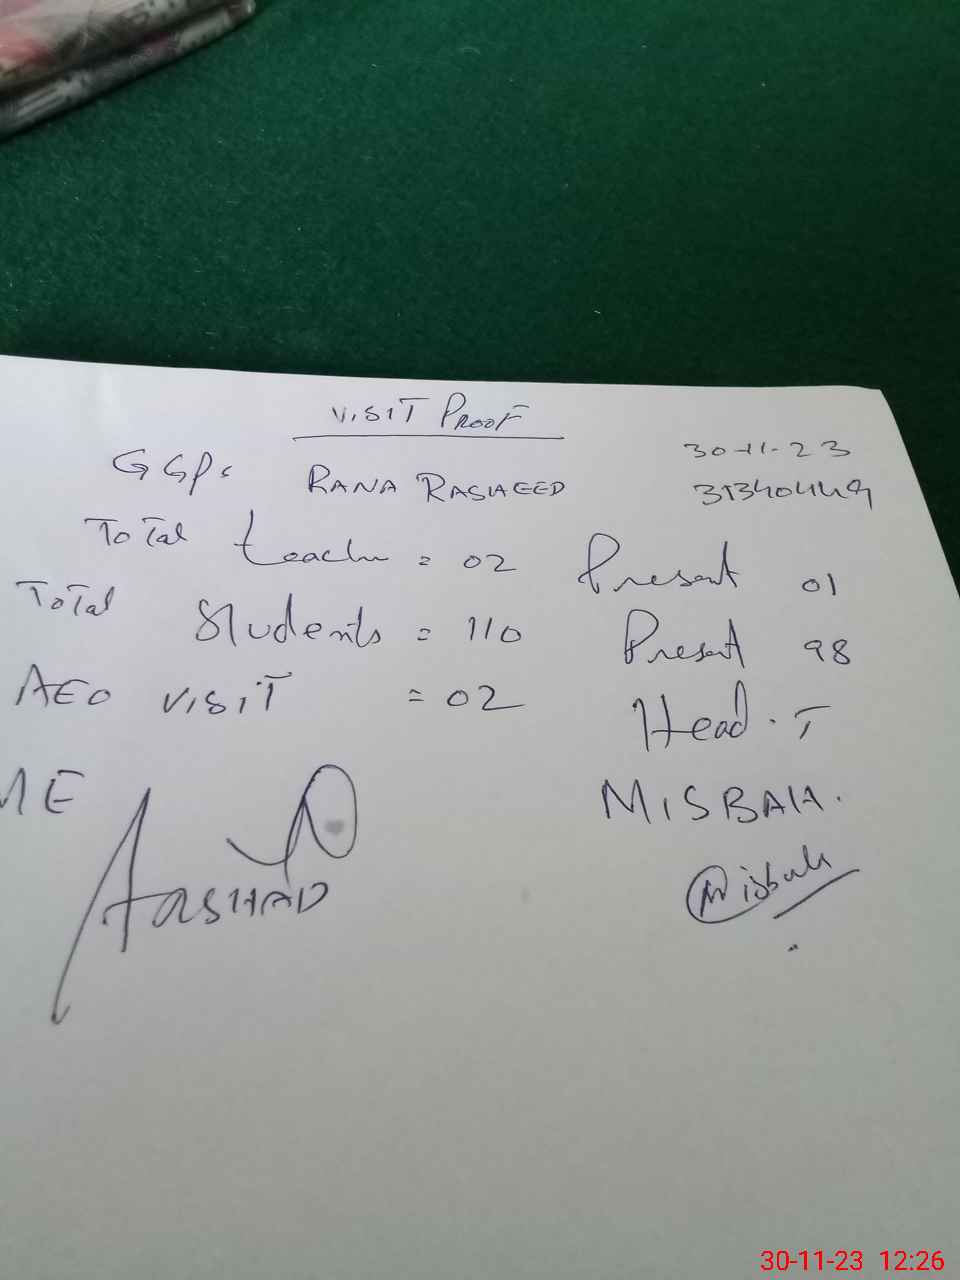 VISIT PROOF
30-11-23
GGPS RANA RASHEED
31340449
Total teacher = 02 Present 01
Total Students = 110 Present 98
AEO VISIT = 02 Head.T
MISBAH.
ME
ARSHAD
Misbah
30-11-23 12:26